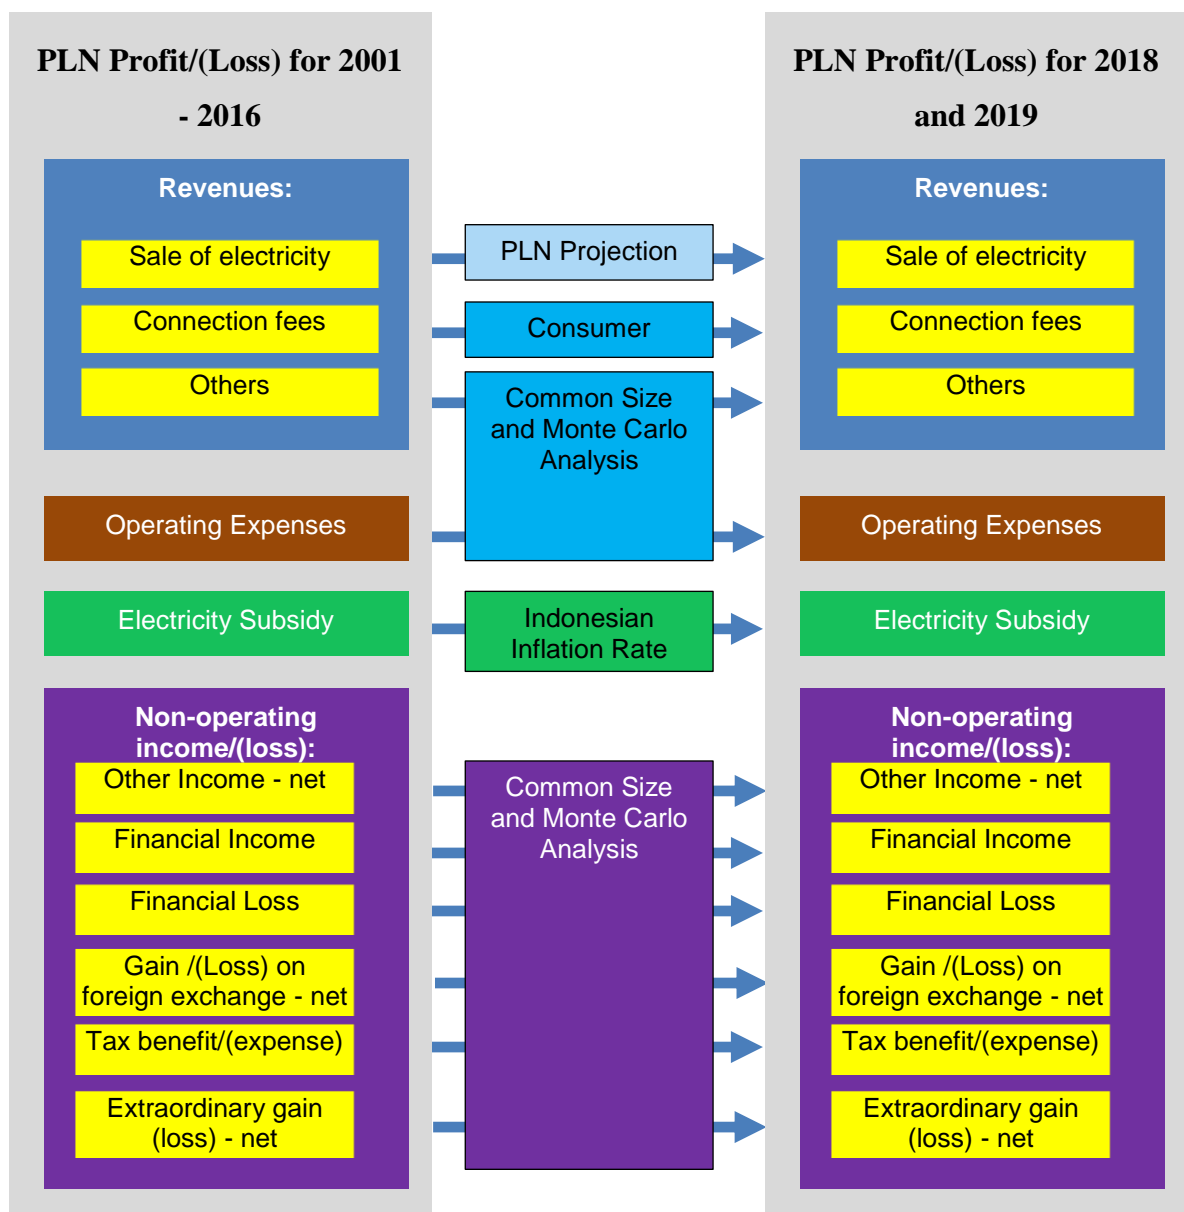 PLN Profit/(Loss) for 2001
- 2016
Revenues:
Sale of electricity
Connection fees
Others
Operating Expenses
Electricity Subsidy
Non-operating
income/(loss):
Other Income - net
Financial Income
Financial Loss
Gain /(Loss) on
foreign exchange - net
Tax benefit/(expense)
Extraordinary gain
(loss) - net
PLN Projection
Consumer
Common Size
and Monte Carlo
Analysis
Indonesian
Inflation Rate
Common Size
and Monte Carlo
Analysis
PLN Profit/(Loss) for 2018
and 2019
Revenues:
Sale of electricity
Connection fees
Others
Operating Expenses
Electricity Subsidy
Non-operating
income/(loss):
Other Income - net
Financial Income
Financial Loss
Gain /(Loss) on
foreign exchange - net
Tax benefit/(expense)
Extraordinary gain
(loss) - net